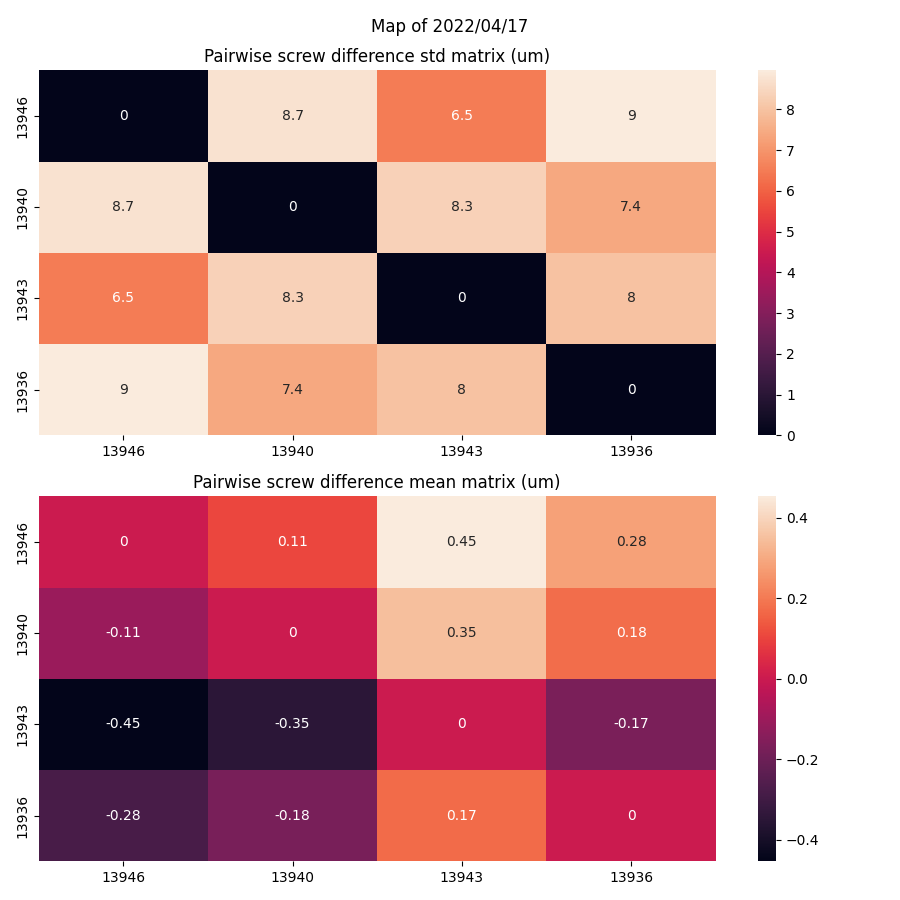 Map of 2022/04/17
Pairwise screw difference std matrix (um)
13946 0 8.7 6.5 9
13940 8.7 0 8.3 7.4
13943 6.5 8.3 0 8
13936 9 7.4 8 0
13946 13940 13943 13936
8
7
6
5
4
3
2
1
0
Pairwise screw difference mean matrix (um)
13946 0 0.11 0.45 0.28
13940 -0.11 0 0.35 0.18
13943 -0.45 -0.35 0 -0.17
13936 -0.28 -0.18 0.17 0
13946 13940 13943 13936
0.4
0.2
0.0
−0.2
−0.4